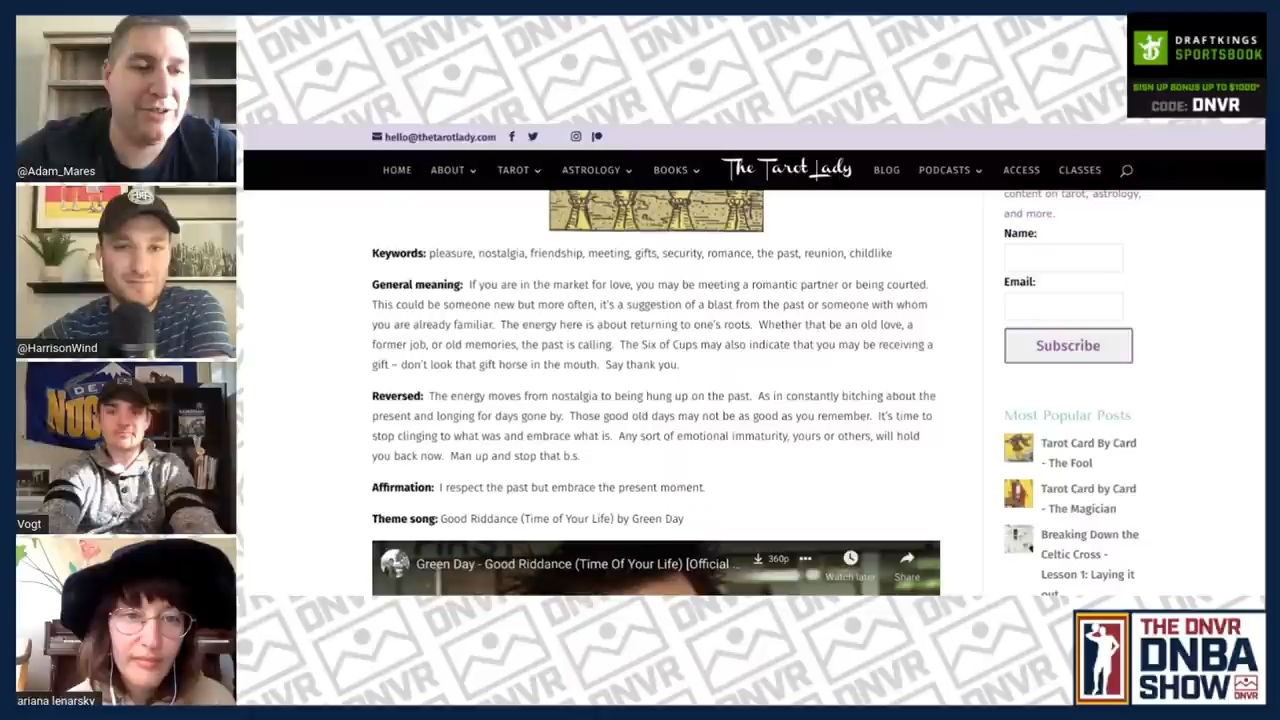 DRAFTKINGS
SPORTSBOOK
SIGN UP BONUS UP TO $1000*
CODE: DNVR
@Adam_Mares
@HarrisonWind
Vogt
ariana lenarsky
hello@thetarotlady.com
HOME ABOUT TAROT ASTROLOGY BOOKS The Tarot Lady BLOG PODCASTS ACCESS CLASSES
Keywords: pleasure, nostalgia, friendship, meeting, gifts, security, romance, the past, reunion, childlike
General meaning: If you are in the market for love, you may be meeting a romantic partner or being courted.
This could be someone new but more often, it's a suggestion of a blast from the past or someone with whom
you are already familiar. The energy here is about returning to one's roots. Whether that be an old love, a
former job, or old memories, the past is calling. The Six of Cups may also indicate that you may be receiving a
gift – don't look that gift horse in the mouth. Say thank you.
Reversed: The energy moves from nostalgia to being hung up on the past. As in constantly bitching about the
present and longing for days gone by. Those good old days may not be as good as you remember. It's time to
stop clinging to what was and embrace what is. Any sort of emotional immaturity, yours or others, will hold
you back now. Man up and stop that b.s.
Affirmation: I respect the past but embrace the present moment.
Theme song: Good Riddance (Time of Your Life) by Green Day
Green Day - Good Riddance (Time Of Your Life) [Official ...
360p
Watch later
Share
content on tarot, astrology,
and more.
Name:
Email:
Subscribe
Most Popular Posts
Tarot Card By Card
- The Fool
Tarot Card by Card
- The Magician
Breaking Down the
Celtic Cross -
Lesson 1: Laying it
out
THE DNVR
DNBA
SHOW
DNVR